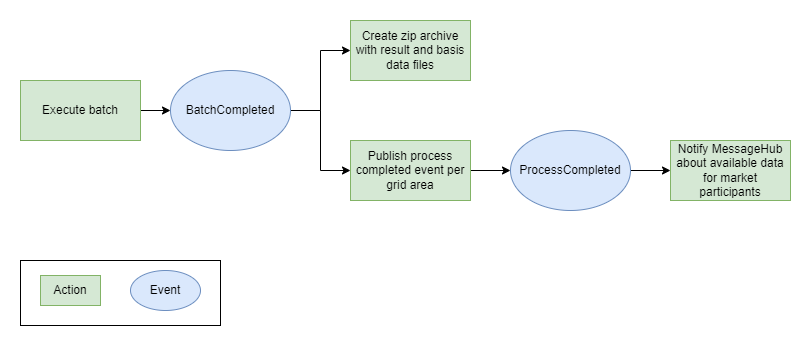 Create zip archive
with result and basis
data files
Execute batch
BatchCompleted
Publish process
completed event per
grid area
ProcessCompleted
Notify MessageHub
about available data
for market
participants
Action
Event